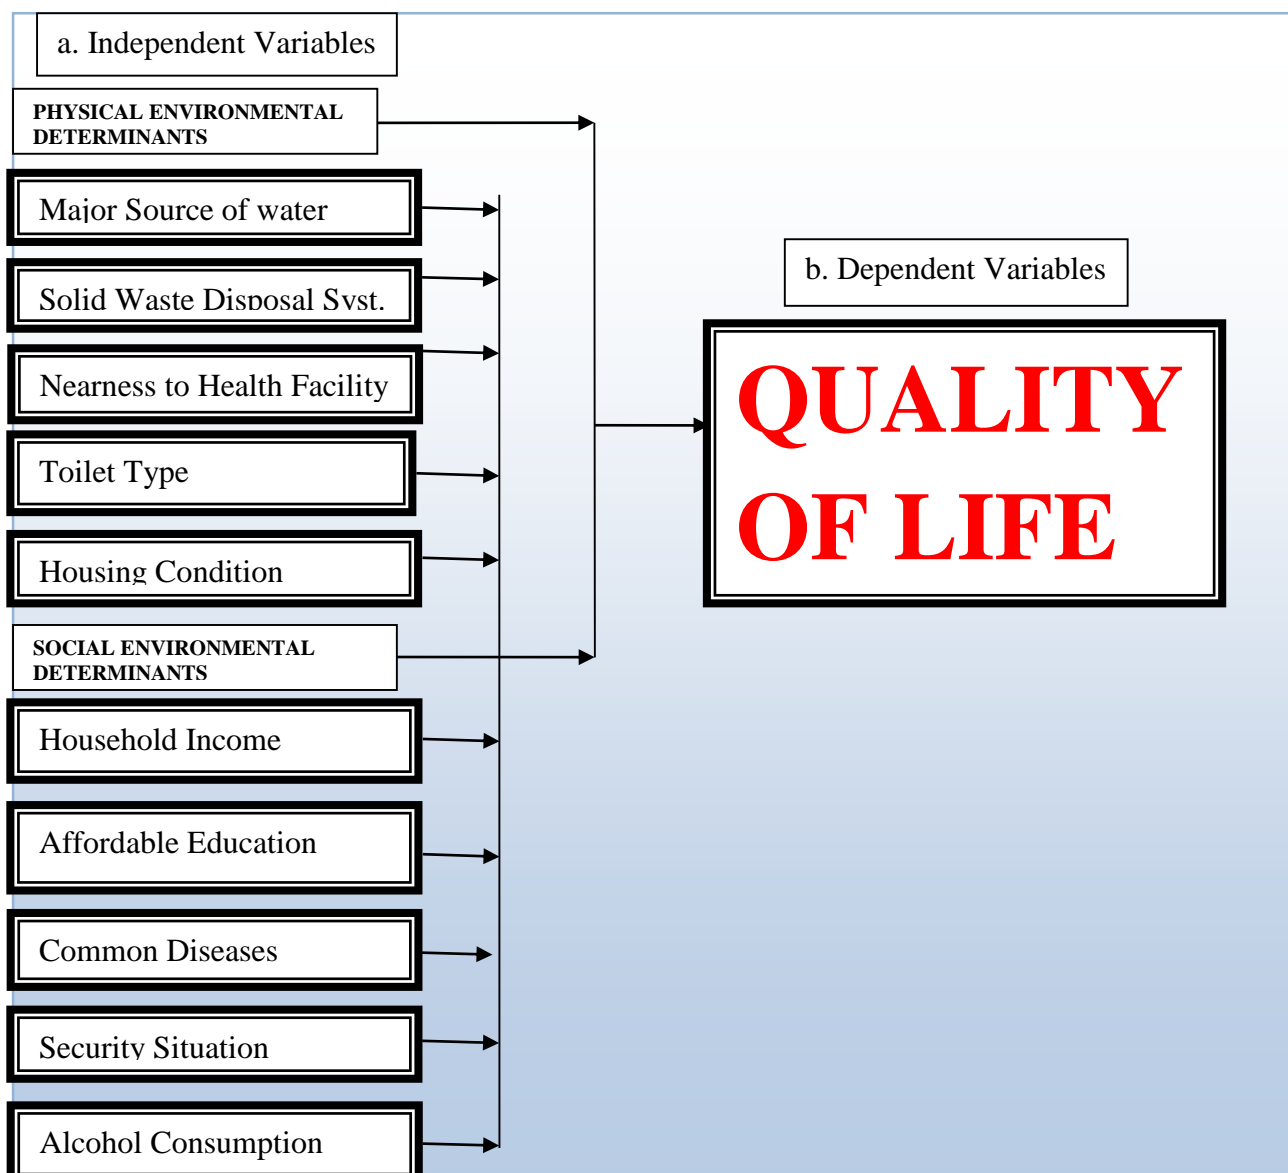 a. Independent Variables
PHYSICAL ENVIRONMENTAL
DETERMINANTS
Major Source of water
Solid Waste Disposal Syst.
Nearness to Health Facility
Toilet Type
Housing Condition
SOCIAL ENVIRONMENTAL
DETERMINANTS
Household Income
Affordable Education
Common Diseases
Security Situation
Alcohol Consumption
b. Dependent Variables
QUALITY
OF LIFE